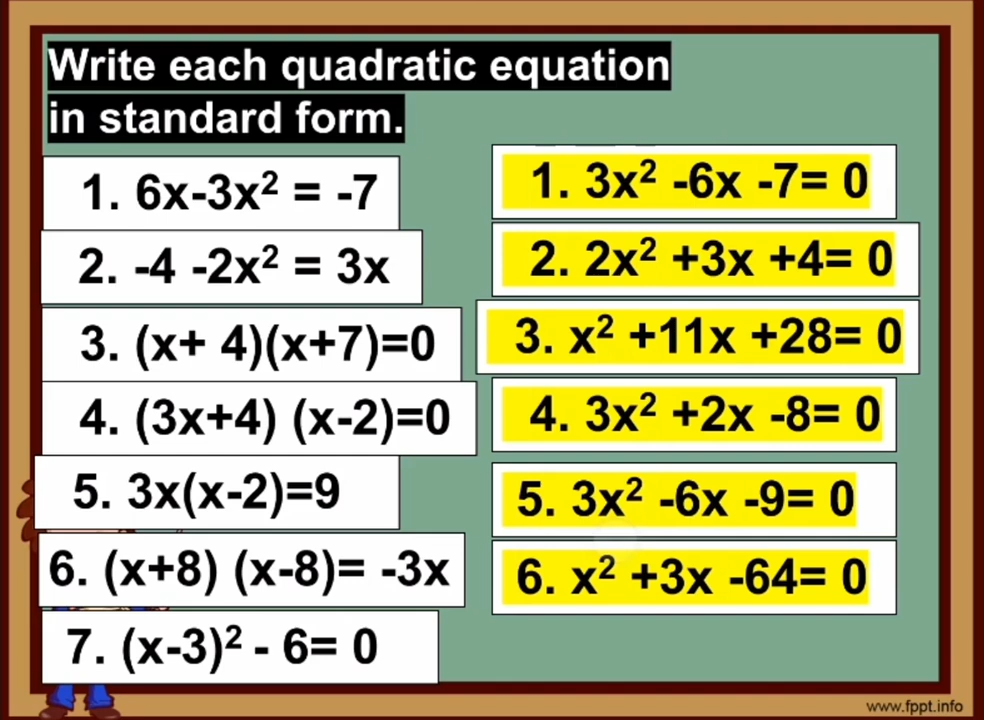 Write each quadratic equation
in standard form.
1. 6x-3x² = -7
2. -4 -2x² = 3x
3. (x+ 4)(x+7)=0
4. (3x+4) (x-2)=0
5. 3x(x-2)=9
6. (x+8) (x-8)= -3x
7. (x-3)² - 6= 0
1. 3x² -6x -7= 0
2. 2x² +3x +4= 0
3. x² +11x +28= 0
4. 3x² +2x -8= 0
5. 3x² -6x -9= 0
6. x² +3x -64= 0
www.fppt.info